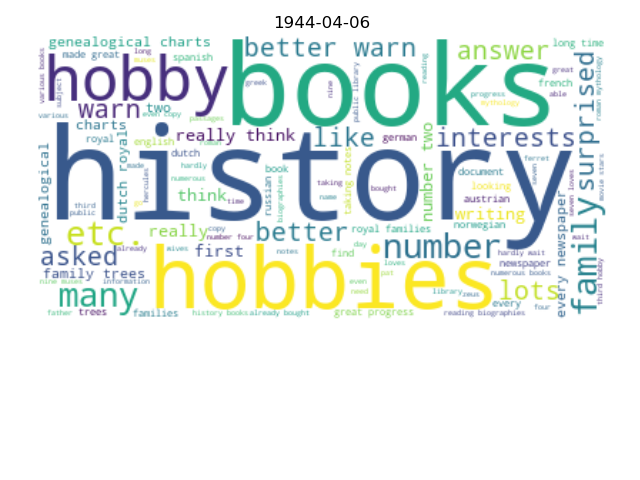 1944-04-06
genealogical charts
better warn
answer
long time
made great
long
muses
spanish
books
great
hobby
various books
subject
greek
nine
public library
reading
french
able
surprised
roman mythology
progress
mythology
warn
two
even copy
passages
various
charts
english
roman
really think
like
german
interests
royal
history
dutch royal
genealogical
dutch
hardly
made
think
numerous
hercules
time
book
russian
biographies
taking notes
taking
name
bought
number two
document
looking
austrian
writing
norwegian
ferret
seven
seven loves
movie stars
third
public
etc.
really
copy
number four
better
royal families
day
find
number
first
asked
already
wives
notes
loves
pat
hardly wait
newspaper
numerous books
every newspaper
family
wait
third hobby
family trees
nine muses
information
hobbies
even
need
library
zeus
lots
every
four
many
father
trees
families
history books
already bought
great progress
reading biographies